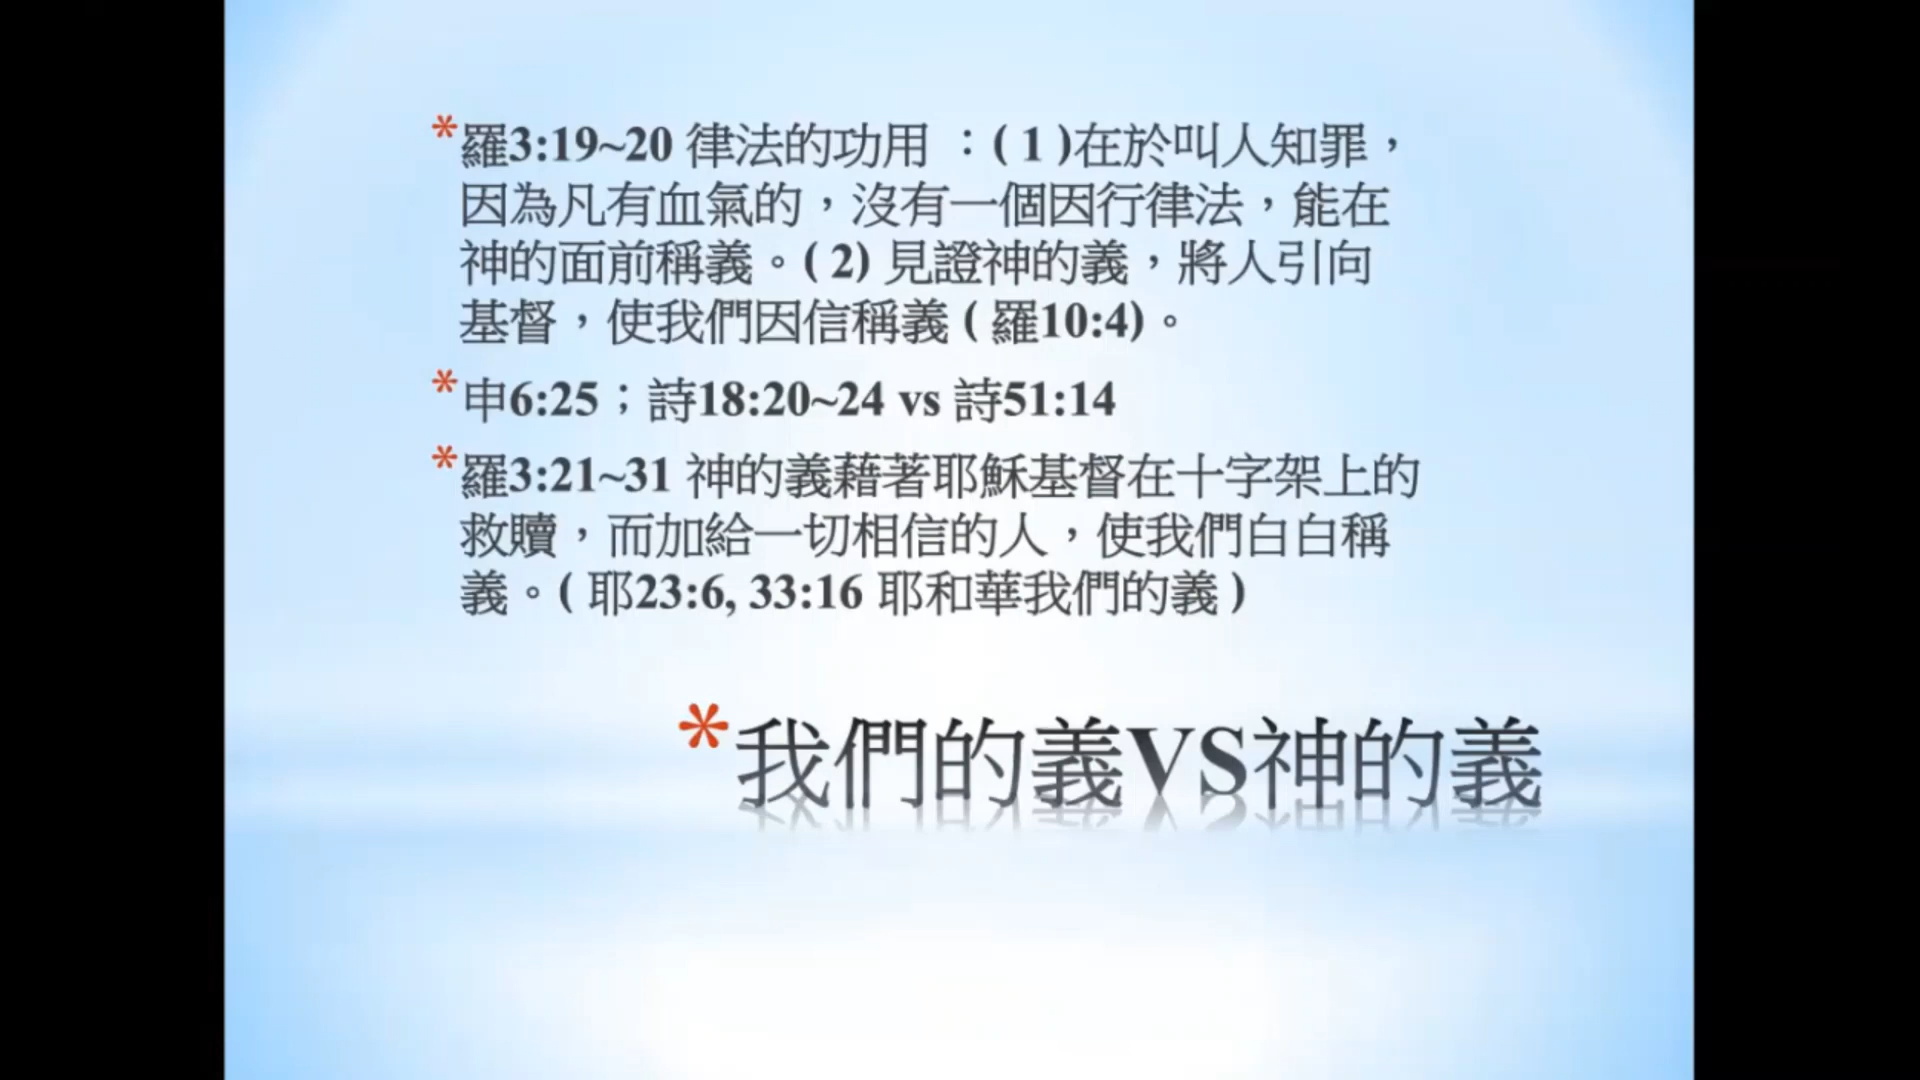 *羅3:19~20 律法的功用 ：( 1 )在於叫人知罪，
因為凡有血氣的，沒有一個因行律法，能在
神的面前稱義。( 2) 見證神的義，將人引向
基督，使我們因信稱義 ( 羅10:4)。
*申6:25；詩18:20~24 vs 詩51:14
*羅3:21~31 神的義藉著耶穌基督在十字架上的
救贖，而加給一切相信的人，使我們白白稱
義。( 耶23:6, 33:16 耶和華我們的義 )
*我們的義VS神的義